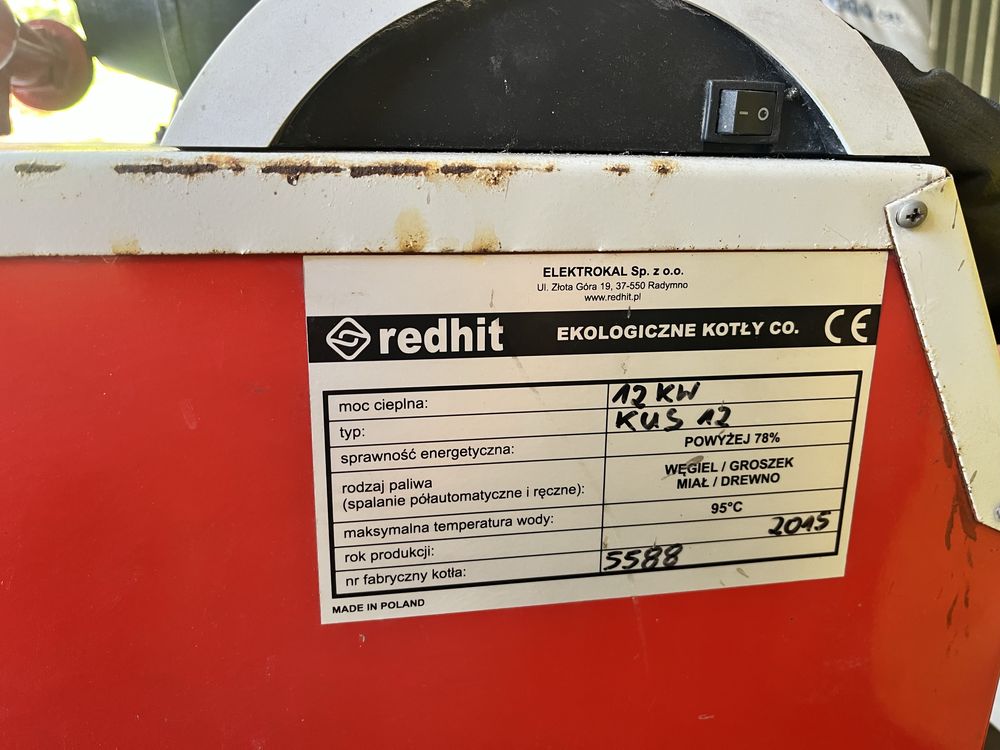 ELEKTROKAL Sp. z o.o.
Ul. Złota Góra 19, 37-550 Radymno
www.redhit.pl
redhit EKOLOGICZNE KOTŁY CO. CE
moc cieplna: 12 KW
typ: KUS 12
sprawność energetyczna: POWYŻEJ 78%
rodzaj paliwa WĘGIEL / GROSZEK
(spalanie półautomatyczne i ręczne): MIAŁ / DREWNO
maksymalna temperatura wody: 95°C
rok produkcji: 2015
nr fabryczny kotła: 5588
MADE IN POLAND